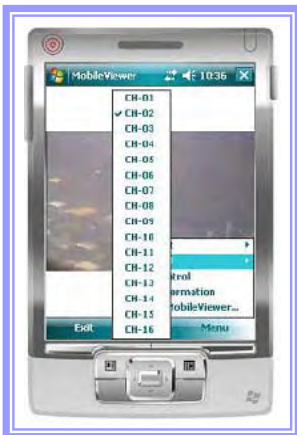 MobileViewer 10:36
CH-01
CH-02
CH-03
CH-04
CH-05
CH-06
CH-07
CH-08
CH-09
CH-10
CH-11
CH-12
CH-13
CH-14
CH-15
CH-16
trol
ormation
obileViewer...
Exit Menu